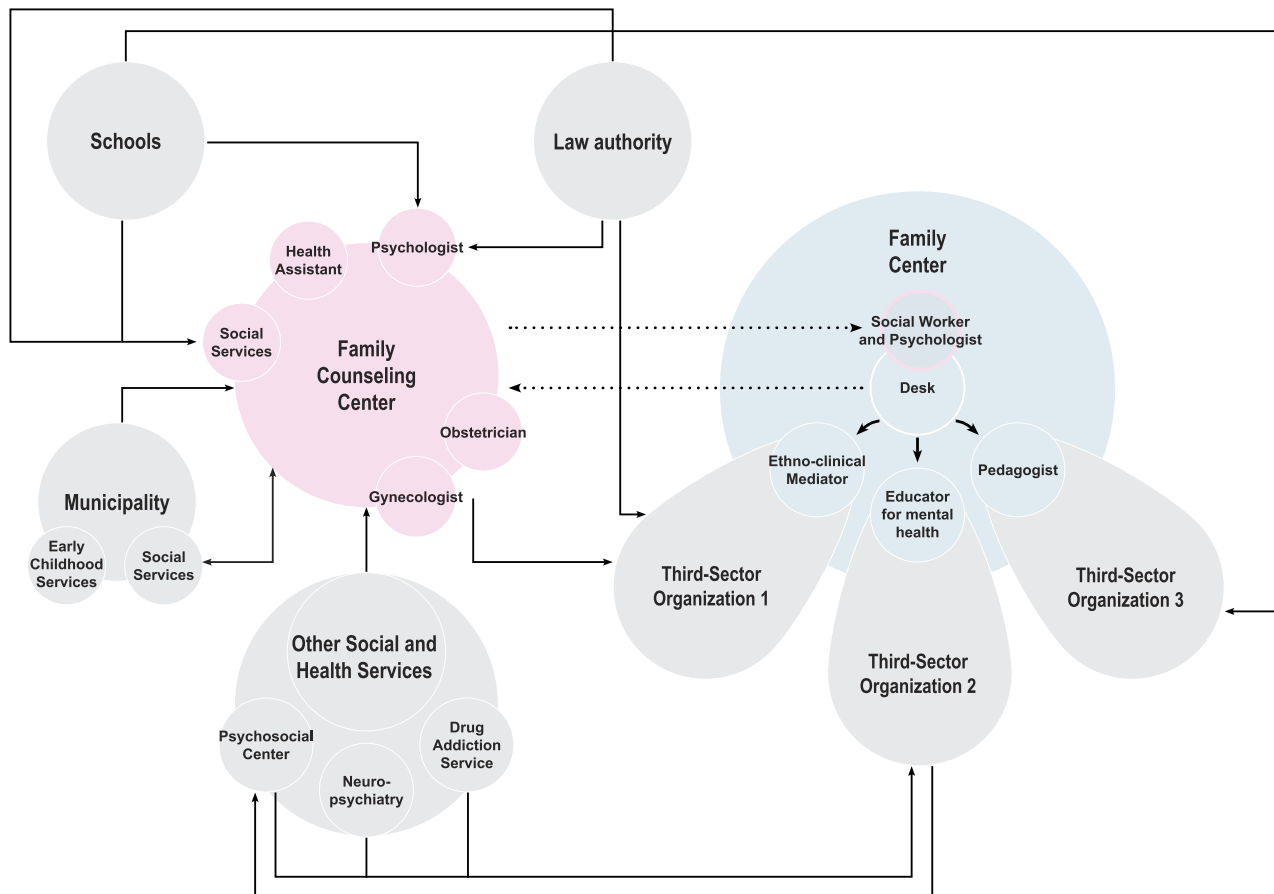 Schools
Law authority
Family
Center
Psychologist
Health
Assistant
Social Worker
and Psychologist
Social
Services
Family
Counseling
Center
Desk
Obstetrician
Ethno-clinical
Mediator
Pedagogist
Gynecologist
Educator
for mental
health
Municipality
Early
Childhood
Services
Social
Services
Third-Sector
Organization 1
Third-Sector
Organization 3
Other Social and
Health Services
Third-Sector
Organization 2
Psychosocial
Center
Drug
Addiction
Service
Neuro-
psychiatry